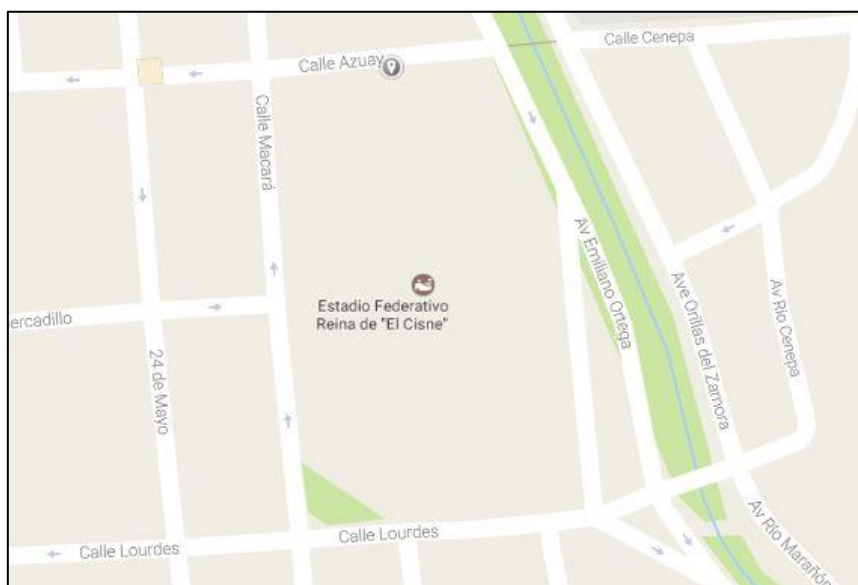 Calle Cenepa
Calle Azuay
Calle Macará
Av Emiliano Ortega
Ave Orillas del Zamora
Av Rio Cenepa
Estadio Federativo
Reina de "El Cisne"
ercadillo
24 de Mayo
Calle Lourdes
Calle Lourdes
Av Río Marañón